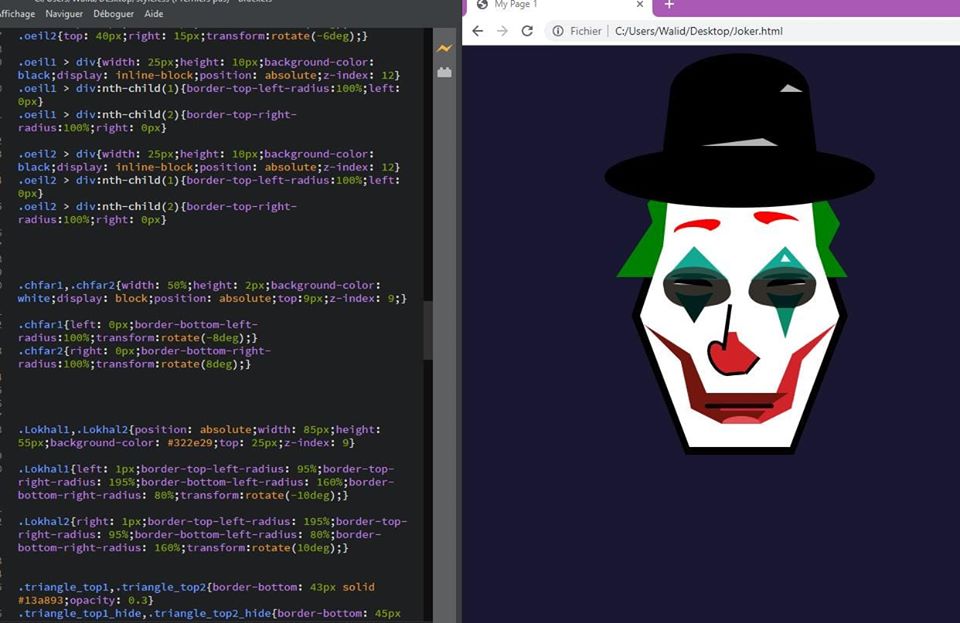 Affichage Naviguer Déboguer Aide
My Page 1
Fichier C:/Users/Walid/Desktop/Joker.html
.oeil2{top: 40px;right: 15px;transform:rotate(-6deg);}
.oeil1 > div{width: 25px;height: 10px;background-color:
black;display: inline-block;position: absolute;z-index: 12}
.oeil1 > div:nth-child(1){border-top-left-radius:100%;left:
0px}
.oeil1 > div:nth-child(2){border-top-right-
radius:100%;right: 0px}
.oeil2 > div{width: 25px;height: 10px;background-color:
black;display: inline-block;position: absolute;z-index: 12}
.oeil2 > div:nth-child(1){border-top-left-radius:100%;left:
0px}
.oeil2 > div:nth-child(2){border-top-right-
radius:100%;right: 0px}
.chfar1,.chfar2{width: 50%;height: 2px;background-color:
white;display: block;position: absolute;top:9px;z-index: 9;}
.chfar1{left: 0px;border-bottom-left-
radius:100%;transform:rotate(-8deg);}
.chfar2{right: 0px;border-bottom-right-
radius:100%;transform:rotate(8deg);}
.Lokhal1,.Lokhal2{position: absolute;width: 85px;height:
55px;background-color: #322e29;top: 25px;z-index: 9}
.Lokhal1{left: 1px;border-top-left-radius: 95%;border-top-
right-radius: 195%;border-bottom-left-radius: 160%;border-
bottom-right-radius: 80%;transform:rotate(-10deg);}
.Lokhal2{right: 1px;border-top-left-radius: 195%;border-top-
right-radius: 95%;border-bottom-left-radius: 80%;border-
bottom-right-radius: 160%;transform:rotate(10deg);}
.triangle_top1,.triangle_top2{border-bottom: 43px solid
#13a893;opacity: 0.3}
.triangle_top1_hide,.triangle_top2_hide{border-bottom: 45px